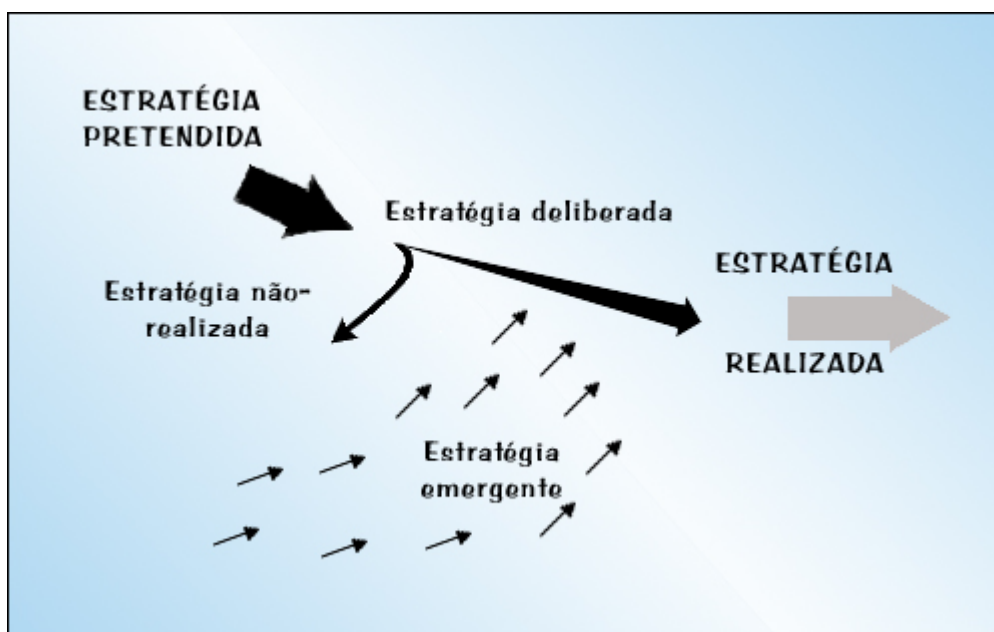 ESTRATÉGIA
PRETENDIDA
Estratégia deliberada
Estratégia não-
realizada
ESTRATÉGIA
REALIZADA
Estratégia
emergente